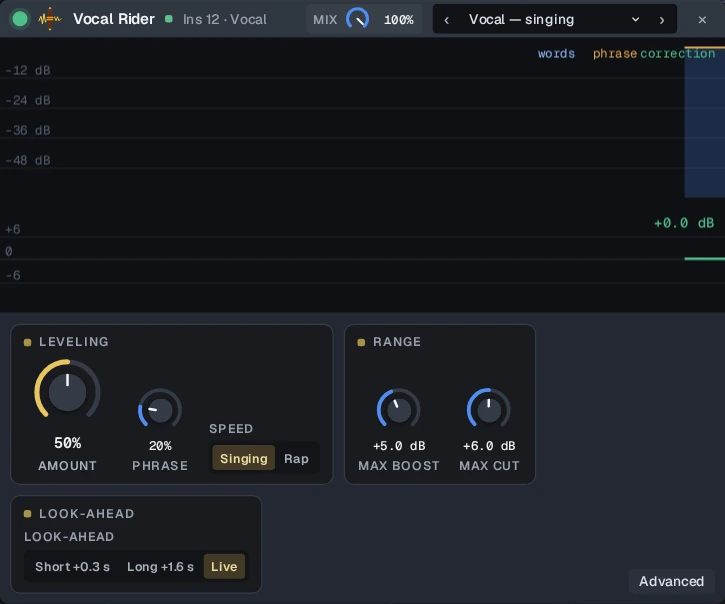 Vocal Rider Ins 12 · Vocal MIX 100% ‹ Vocal — singing › ×
words phrase correction
-12 dB
-24 dB
-36 dB
-48 dB
+0.0 dB
+6
0
-6
LEVELING
50%
AMOUNT
20%
PHRASE
SPEED
Singing Rap
RANGE
+5.0 dB
MAX BOOST
+6.0 dB
MAX CUT
LOOK-AHEAD
LOOK-AHEAD
Short +0.3 s Long +1.6 s Live
Advanced